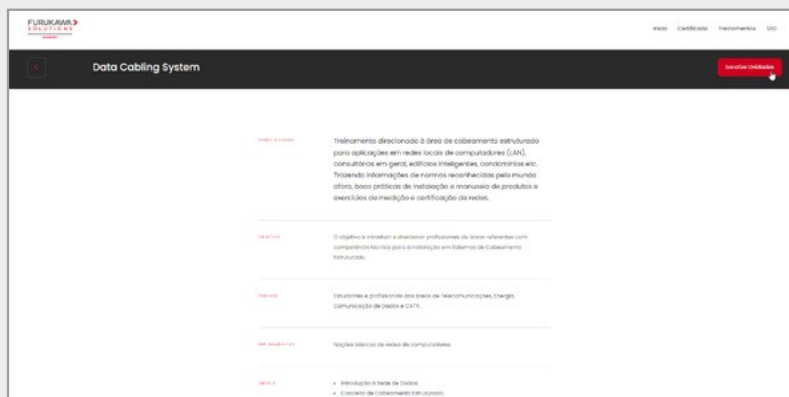 FURUKAWA
SOLUTIONS
Início Certificado Treinamentos
Data Cabling System
Localizar Unidades
Treinamento direcionado à área de cabeamento estruturado
para aplicações em redes locais de computadores (LAN),
consultórios em geral, edifícios inteligentes, condomínios etc.
Trazendo informações de normas reconhecidas pelo mundo
afora, boas práticas de instalação e manuseio de produtos e
exercícios de medição e certificação de redes.
OBJETIVO
O objetivo é introduzir e direcionar profissionais de áreas referentes com
competência técnica para a instalação em Sistemas de Cabeamento
Estruturado.
Estudantes e profissionais das áreas de Telecomunicações, Energia,
Comunicação de Dados e CATV.
Noções básicas de redes de computadores.
• Introdução à Rede de Dados;
• Conceito de Cabeamento Estruturado;